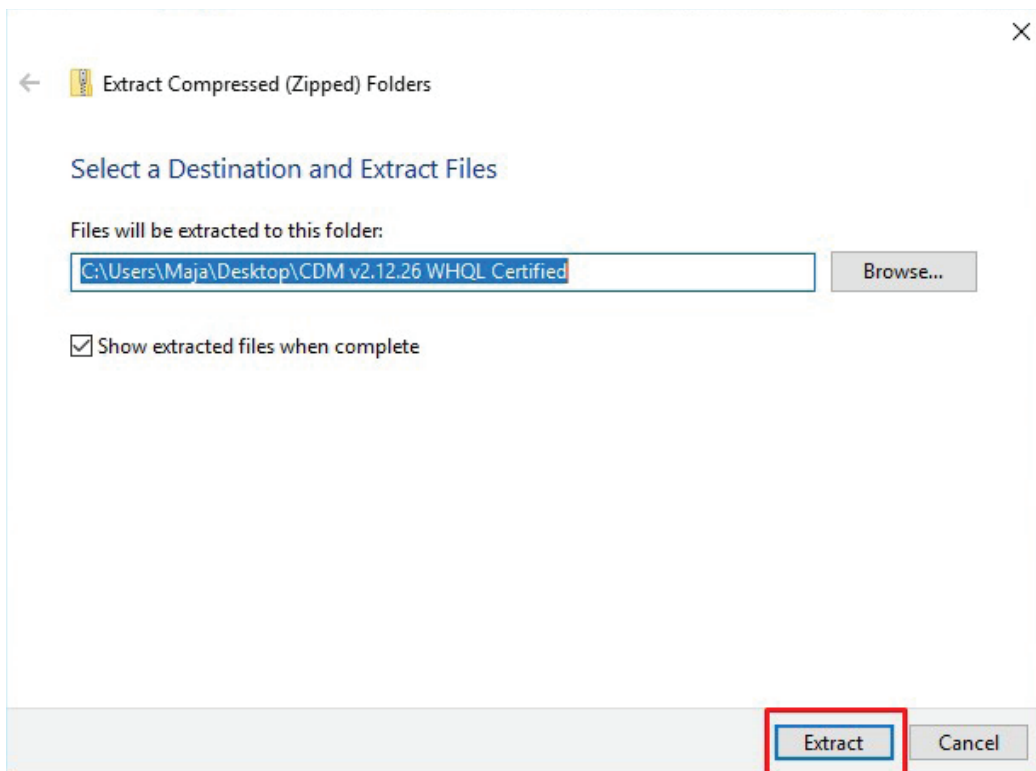 Extract Compressed (Zipped) Folders
Select a Destination and Extract Files
Files will be extracted to this folder:
C:\Users\Maja\Desktop\CDM v2.12.26 WHQL Certified
Browse...
Show extracted files when complete
Extract
Cancel